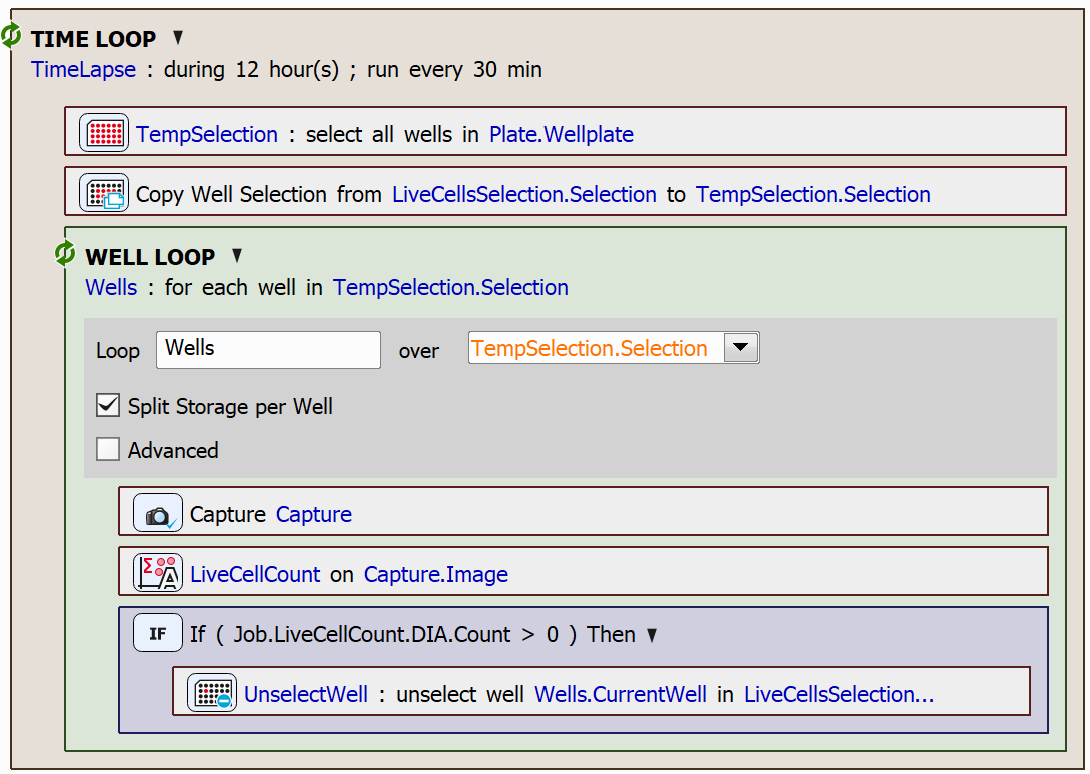 TIME LOOP ▼
TimeLapse : during 12 hour(s) ; run every 30 min
TempSelection : select all wells in Plate.Wellplate
Copy Well Selection from LiveCellsSelection.Selection to TempSelection.Selection
WELL LOOP ▼
Wells : for each well in TempSelection.Selection
Loop Wells over TempSelection.Selection
Split Storage per Well
Advanced
Capture Capture
Σ A LiveCellCount on Capture.Image
IF If ( Job.LiveCellCount.DIA.Count > 0 ) Then ▼
UnselectWell : unselect well Wells.CurrentWell in LiveCellsSelection...